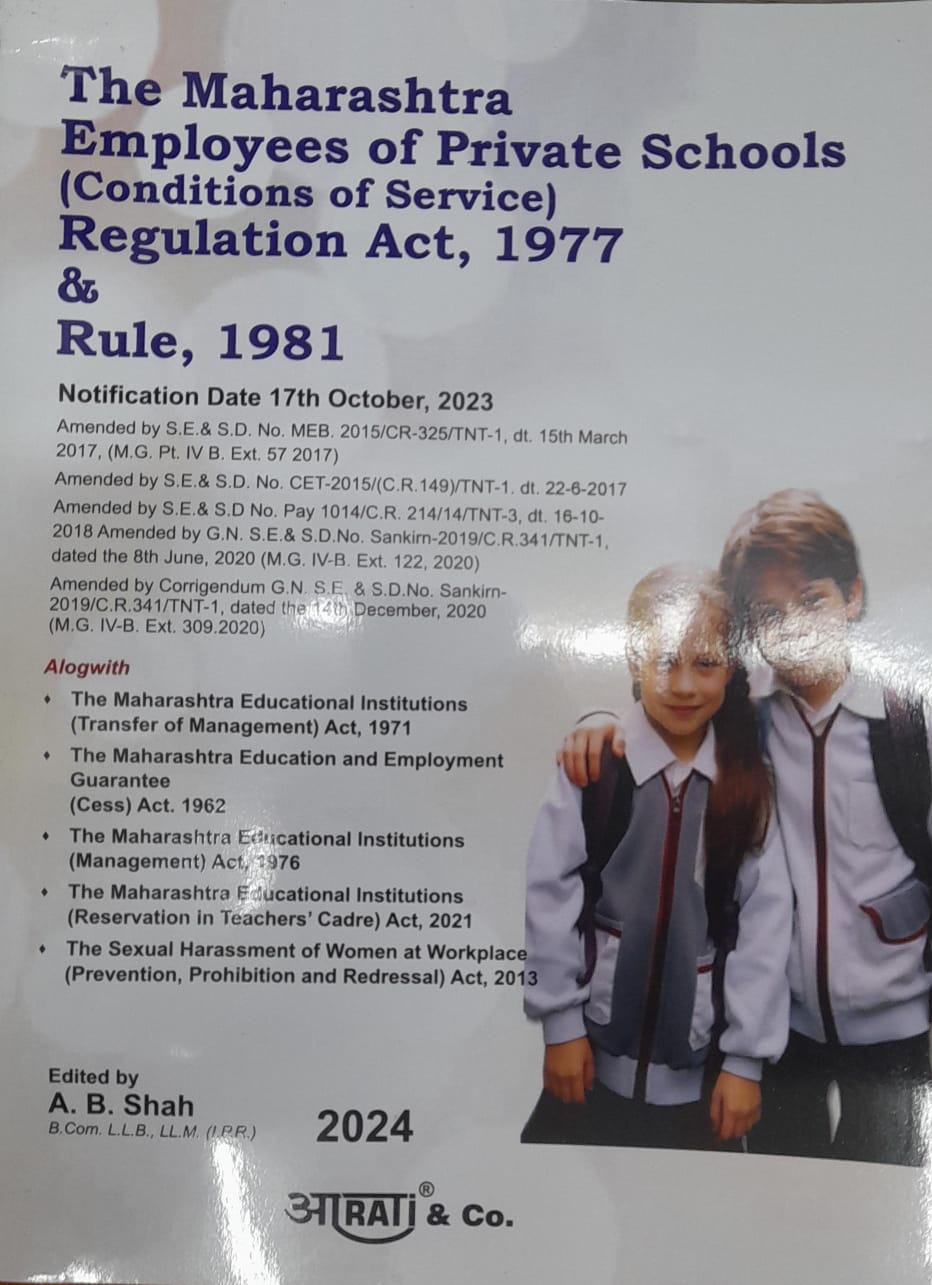 The Maharashtra
Employees of Private Schools
(Conditions of Service)
Regulation Act, 1977
&
Rule, 1981
Notification Date 17th October, 2023
Amended by S.E.& S.D. No. MEB. 2015/CR-325/TNT-1, dt. 15th March
2017, (M.G. Pt. IV B. Ext. 57 2017)
Amended by S.E.& S.D. No. CET-2015/(C.R.149)/TNT-1. dt. 22-6-2017
Amended by S.E.& S.D No. Pay 1014/C.R. 214/14/TNT-3, dt. 16-10-
2018 Amended by G.N. S.E.& S.D.No. Sankirn-2019/C.R.341/TNT-1,
dated the 8th June, 2020 (M.G. IV-B. Ext. 122, 2020)
Amended by Corrigendum G.N. S.E. & S.D.No. Sankirn-
2019/C.R.341/TNT-1, dated the 14th December, 2020
(M.G. IV-B. Ext. 309.2020)
Alogwith
♦ The Maharashtra Educational Institutions
(Transfer of Management) Act, 1971
♦ The Maharashtra Education and Employment
Guarantee
(Cess) Act. 1962
♦ The Maharashtra Educational Institutions
(Management) Act, 1976
♦ The Maharashtra Educational Institutions
(Reservation in Teachers' Cadre) Act, 2021
♦ The Sexual Harassment of Women at Workplace
(Prevention, Prohibition and Redressal) Act, 2013
Edited by
A. B. Shah
B.Com. L.L.B., LL.M. (I.P.R.)
2024
आRATI® & Co.